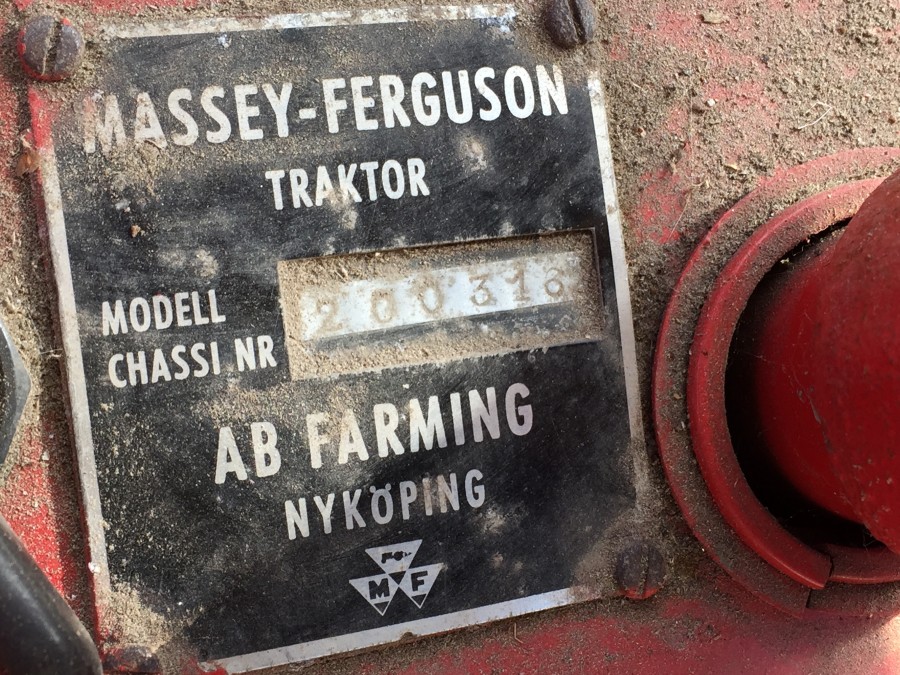 MASSEY-FERGUSON
TRAKTOR
MODELL
CHASSI NR
200316
AB FARMING
NYKÖPING
MF